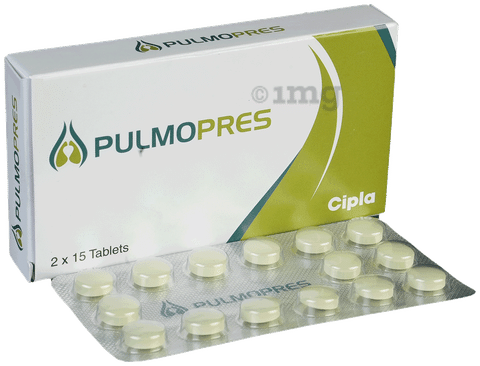 PULMOPRES
©1mg
PULMOPRES
Cipla
2 x 15 Tablets
PULMOPRES